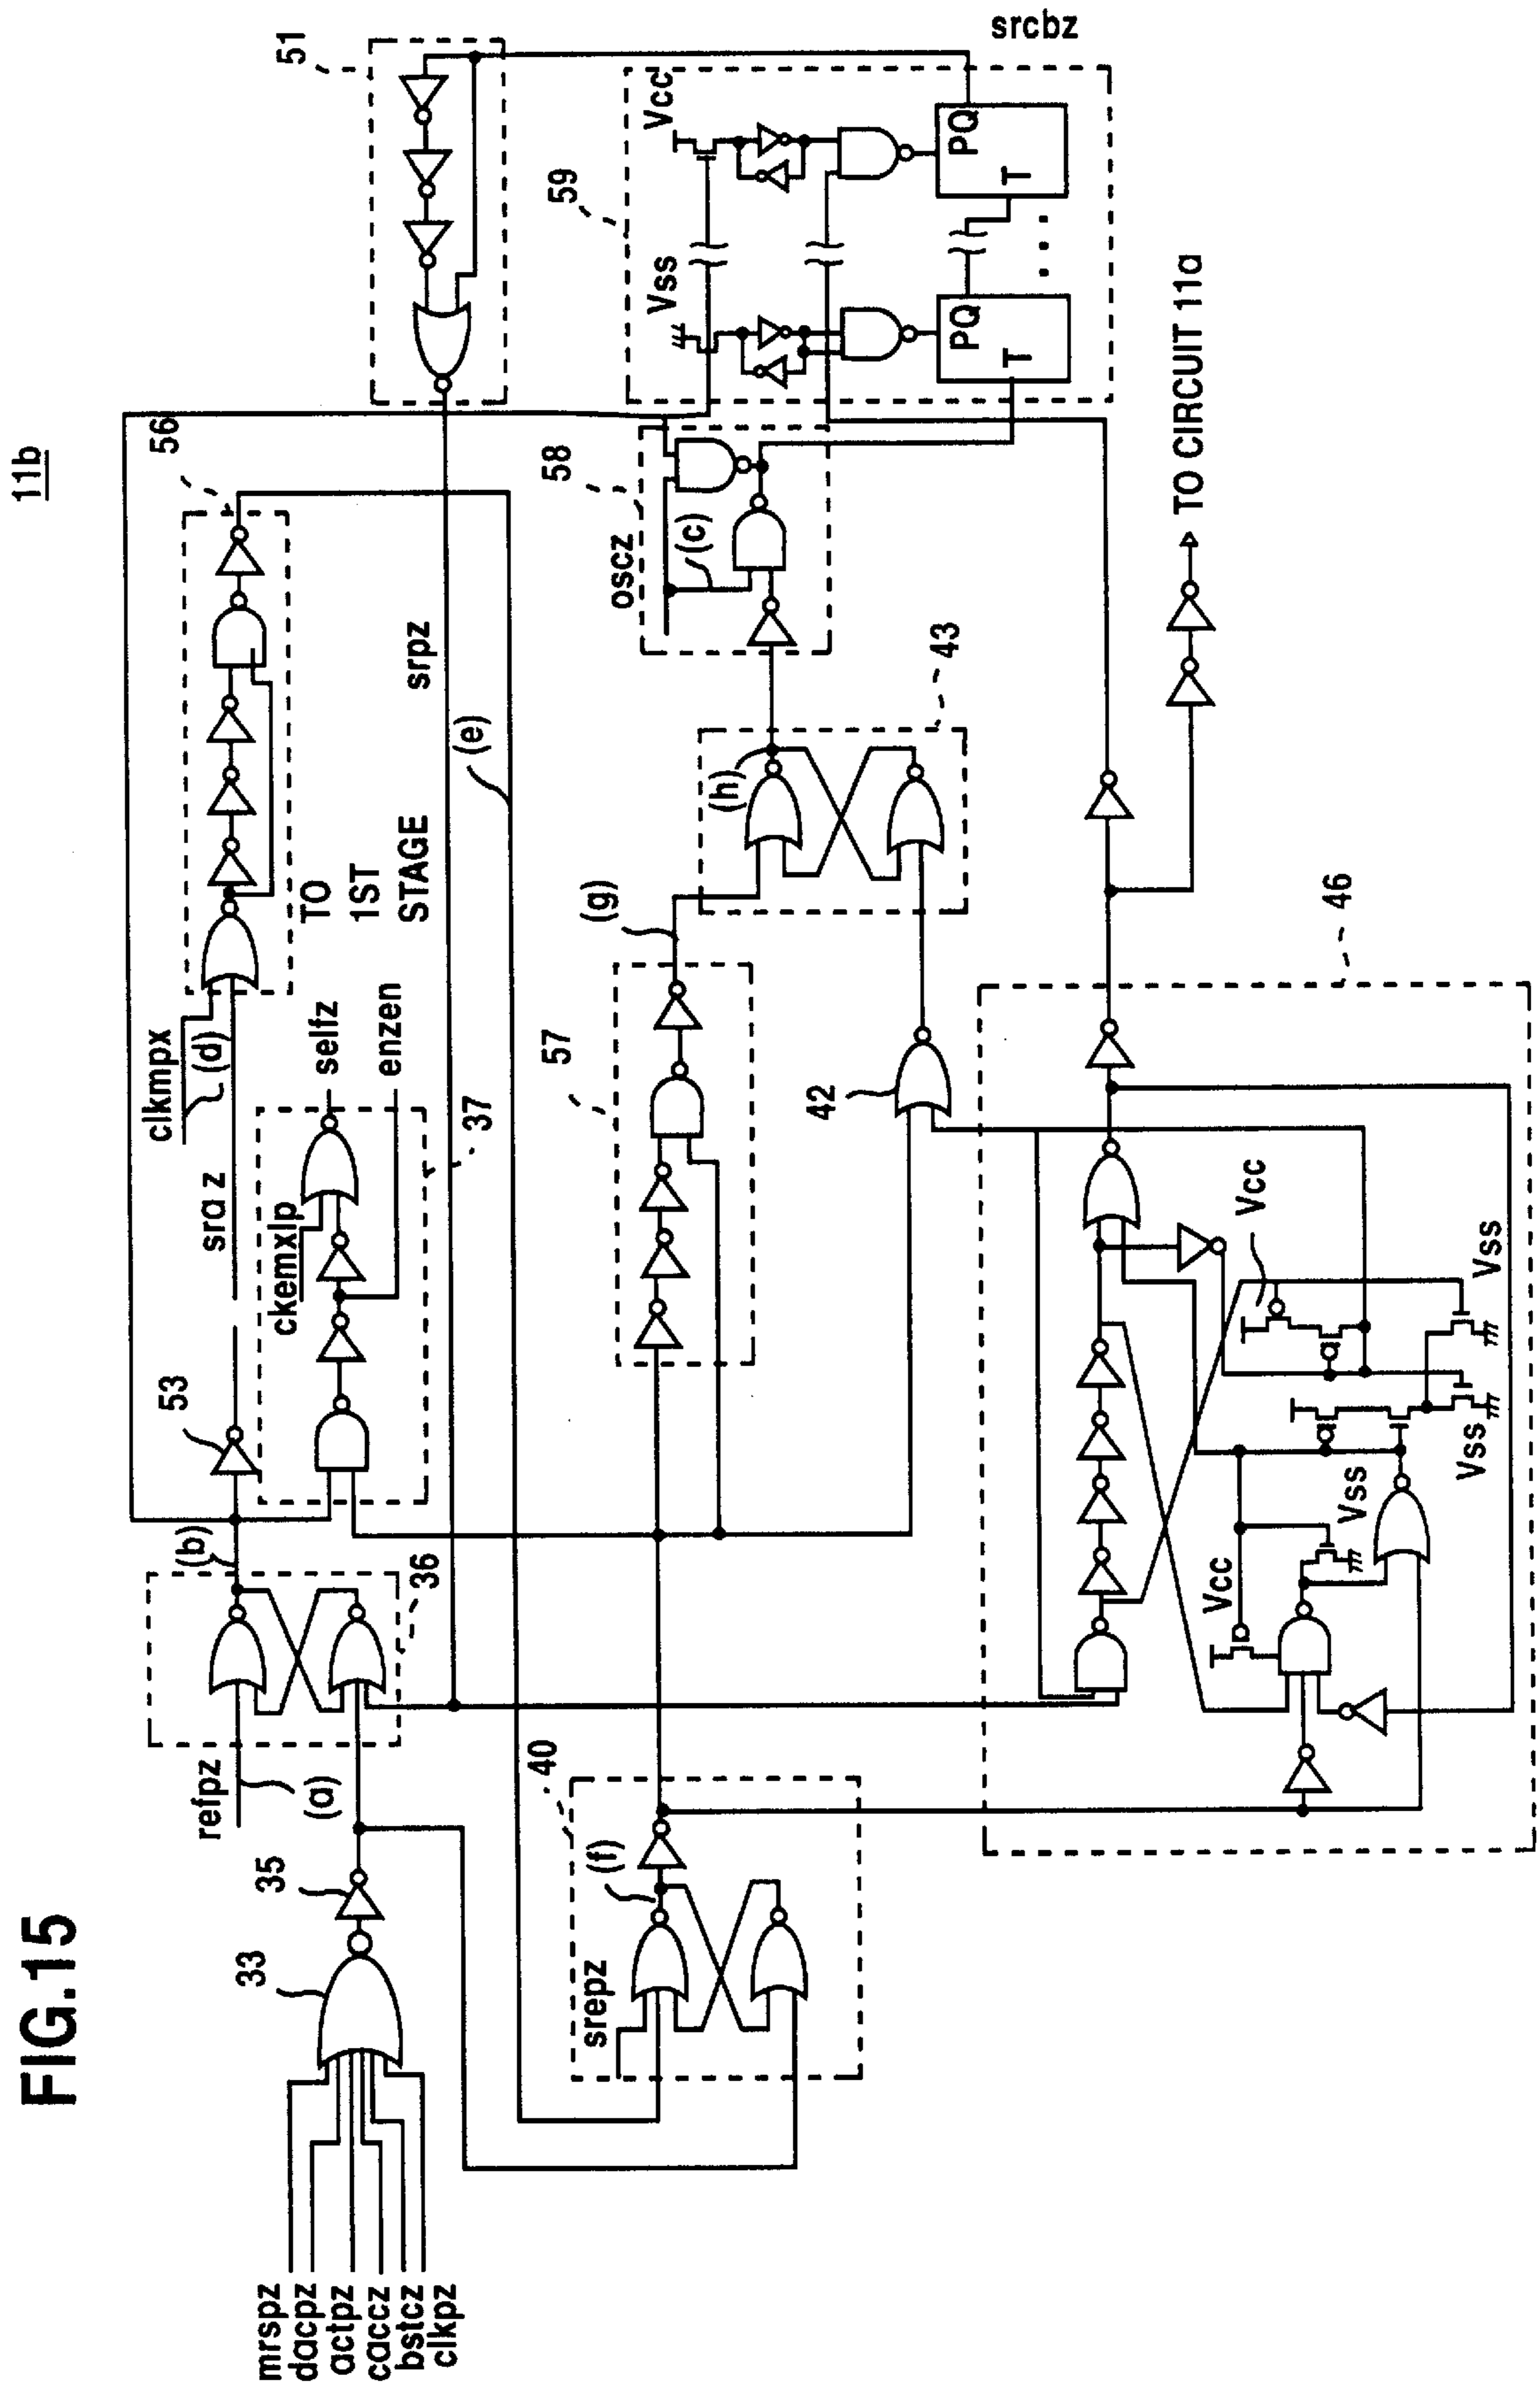 FIG.15
11b
mrspz
dacpz
actpz
caccz
bstcz
clkpz
33
35
refpz
(a)
36
(b)
53
sra z
clkmpx
(d)
56
TO
1ST
STAGE
ckemxlp
selfz
enzen
37
srpz
(e)
51
srcbz
40
srepz
(f)
57
(g)
42
43
(h)
58
oscz
(c)
59
Vss
Vcc
PQ
T
PQ
T
TO CIRCUIT 11a
46
Vcc
Vss
Vss
Vcc
Vss